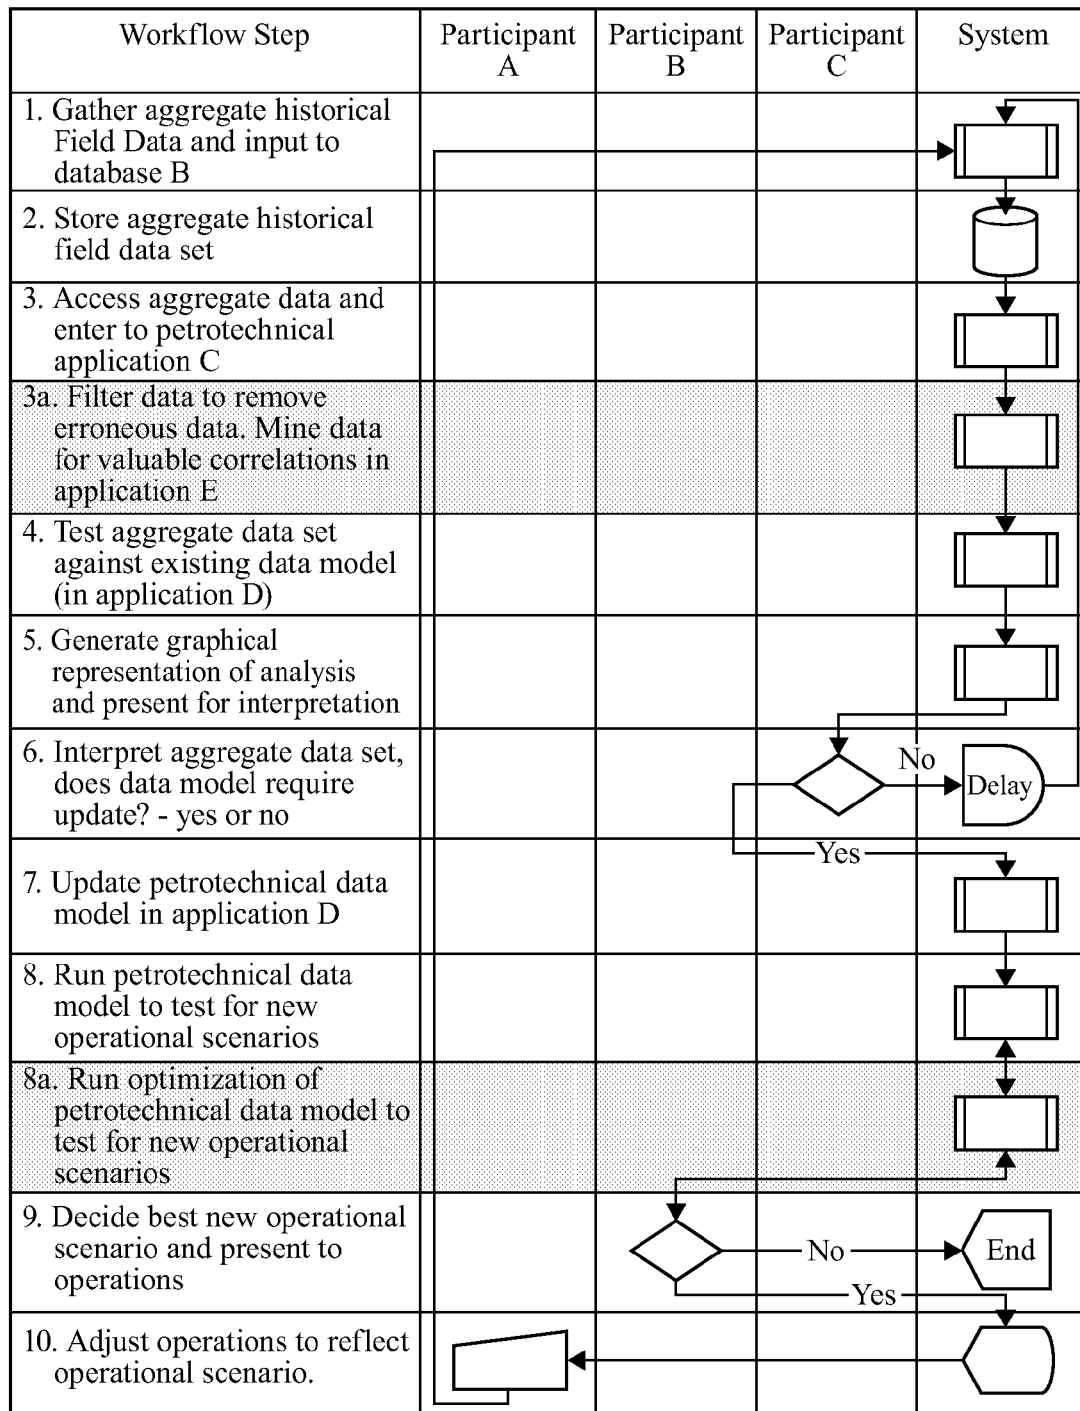 Workflow Step
Participant
A
Participant
B
Participant
C
System
1. Gather aggregate historical
Field Data and input to
database B
2. Store aggregate historical
field data set
3. Access aggregate data and
enter to petrotechnical
application C
3a. Filter data to remove
erroneous data. Mine data
for valuable correlations in
application E
4. Test aggregate data set
against existing data model
(in application D)
5. Generate graphical
representation of analysis
and present for interpretation
6. Interpret aggregate data set,
does data model require
update? - yes or no
No
Delay
Yes
7. Update petrotechnical data
model in application D
8. Run petrotechnical data
model to test for new
operational scenarios
8a. Run optimization of
petrotechnical data model to
test for new operational
scenarios
9. Decide best new operational
scenario and present to
operations
No
End
Yes
10. Adjust operations to reflect
operational scenario.